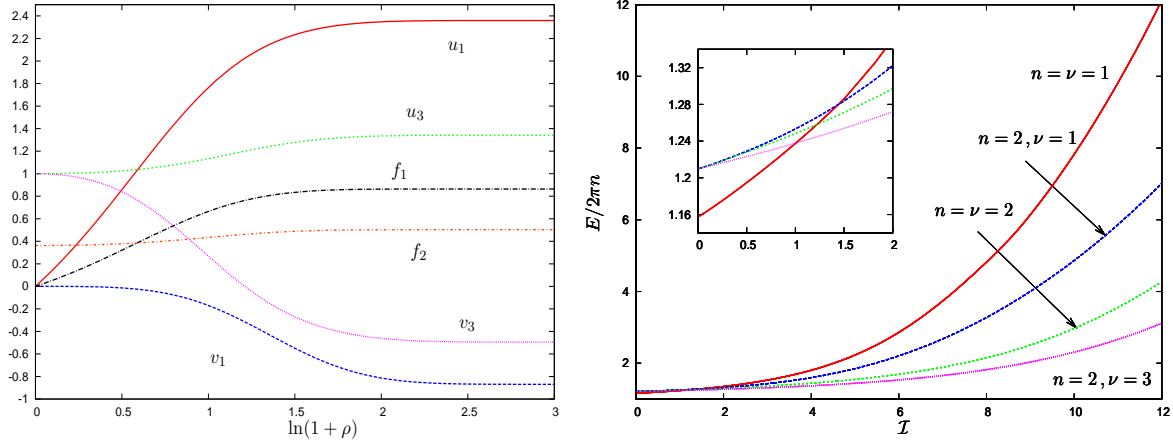 2.4
2.2
2
1.8
1.6
1.4
1.2
1
0.8
0.6
0.4
0.2
0
-0.2
-0.4
-0.6
-0.8
-1
u₁
u₃
f₁
f₂
v₃
v₁
0 0.5 1 1.5 2 2.5 3
ln(1 + ρ)
E/2πn
12
10
8
6
4
2
1.32
1.28
1.24
1.2
1.16
0 0.5 1 1.5 2
n = ν = 1
n = 2, ν = 1
n = ν = 2
n = 2, ν = 3
0 2 4 6 8 10 12
ℐ